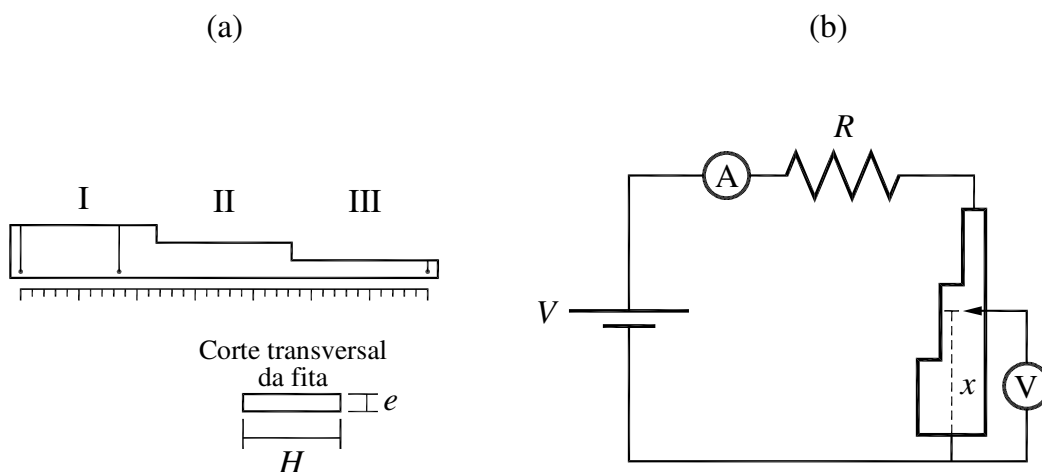 (a)
I II III
Corte transversal
da fita
e
H
(b)
R
A
V
x
V